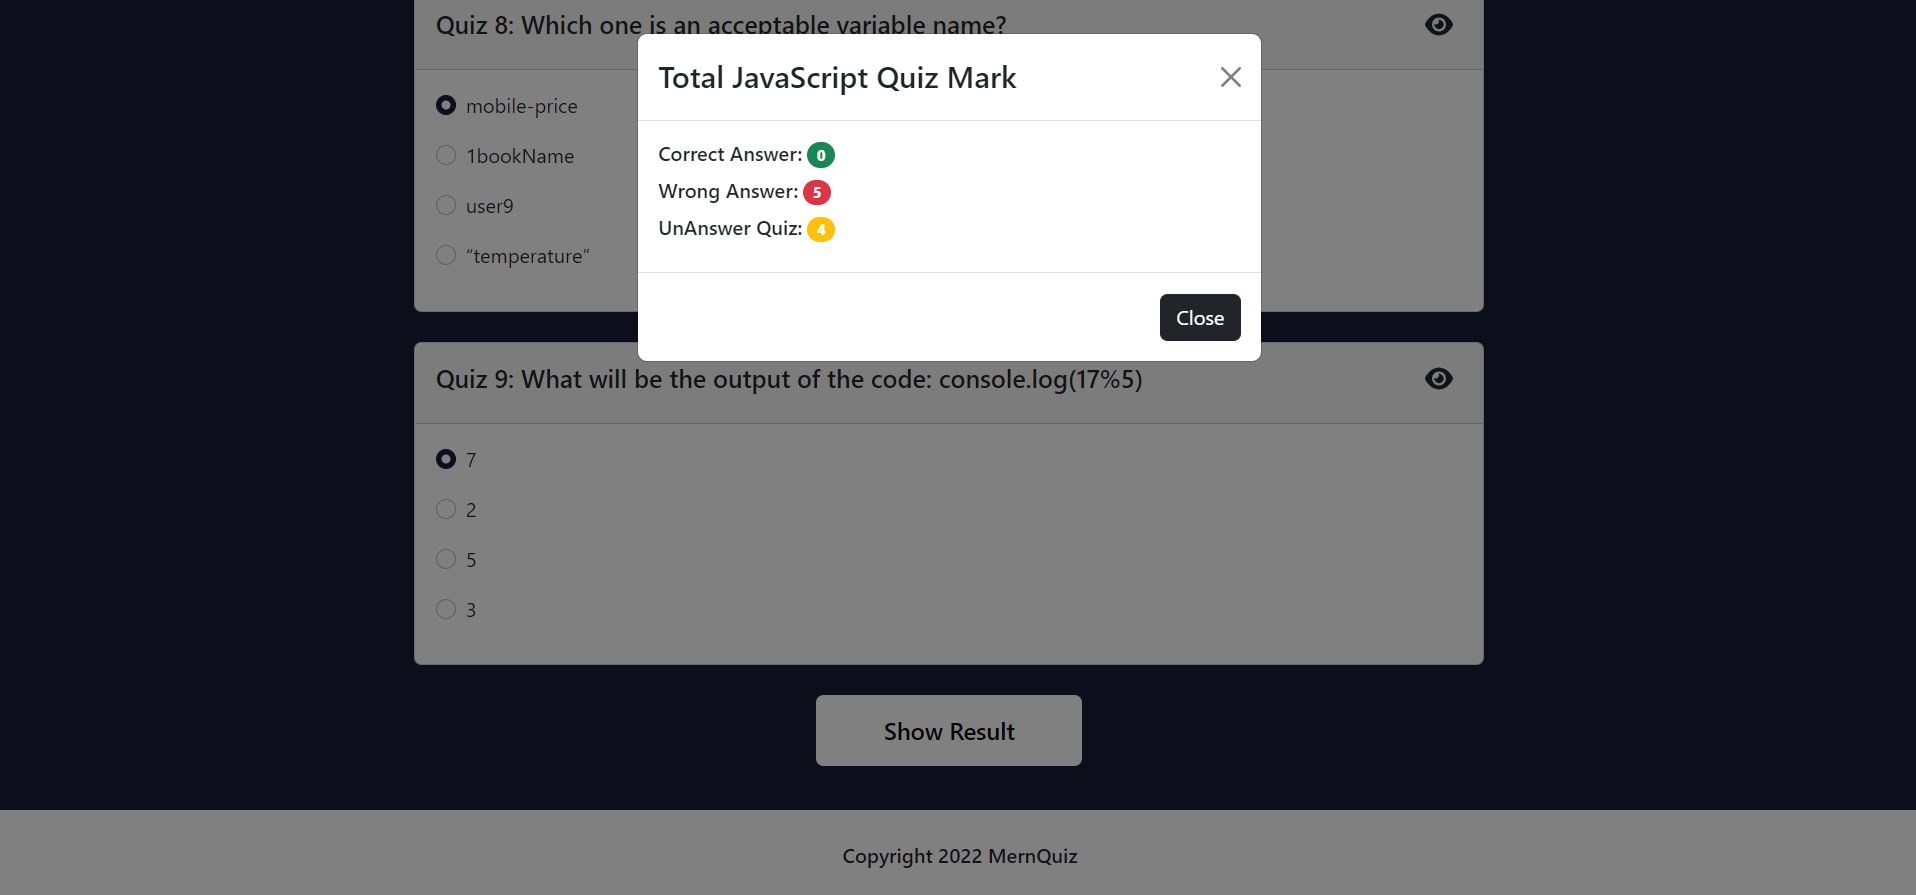 Quiz 8: Which one is an acceptable variable name?
Total JavaScript Quiz Mark
mobile-price
1bookName
user9
“temperature”
Correct Answer: 0
Wrong Answer: 5
UnAnswer Quiz: 4
Close
Quiz 9: What will be the output of the code: console.log(17%5)
7
2
5
3
Show Result
Copyright 2022 MernQuiz